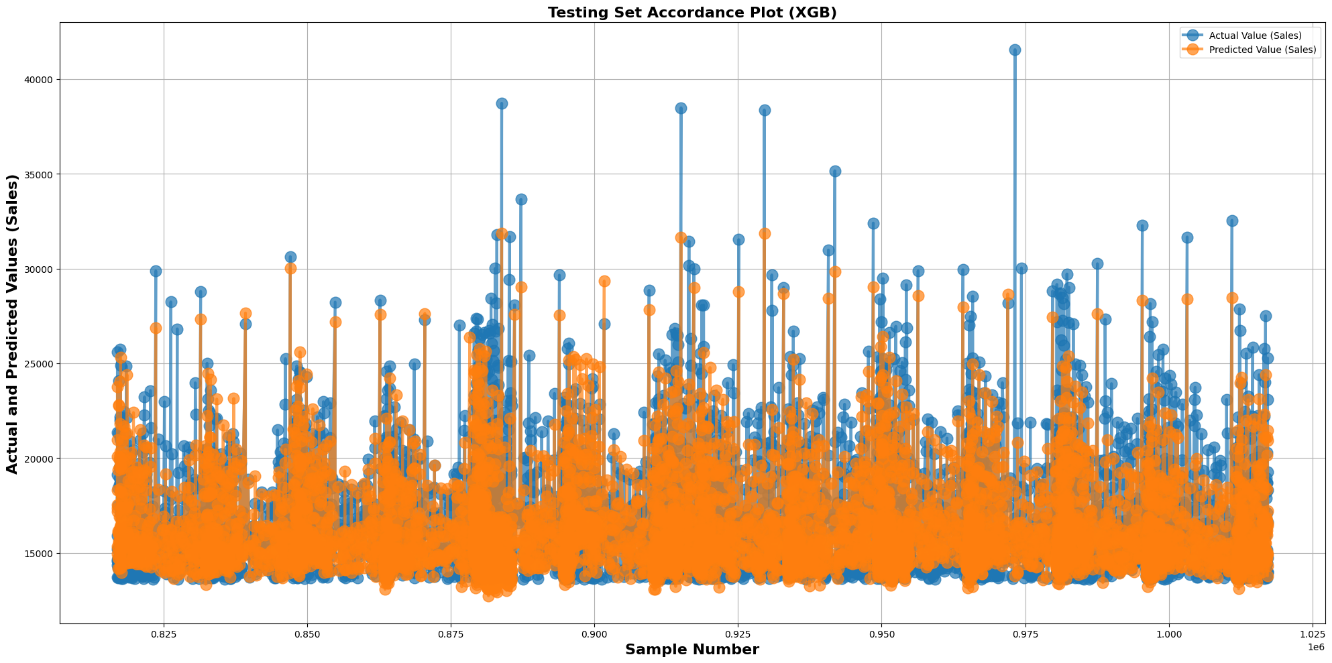 Testing Set Accordance Plot (XGB)
Actual Value (Sales)
Predicted Value (Sales)
Actual and Predicted Values (Sales)
40000
35000
30000
25000
20000
15000
0.825 0.850 0.875 0.900 0.925 0.950 0.975 1.000 1.025
1e6
Sample Number